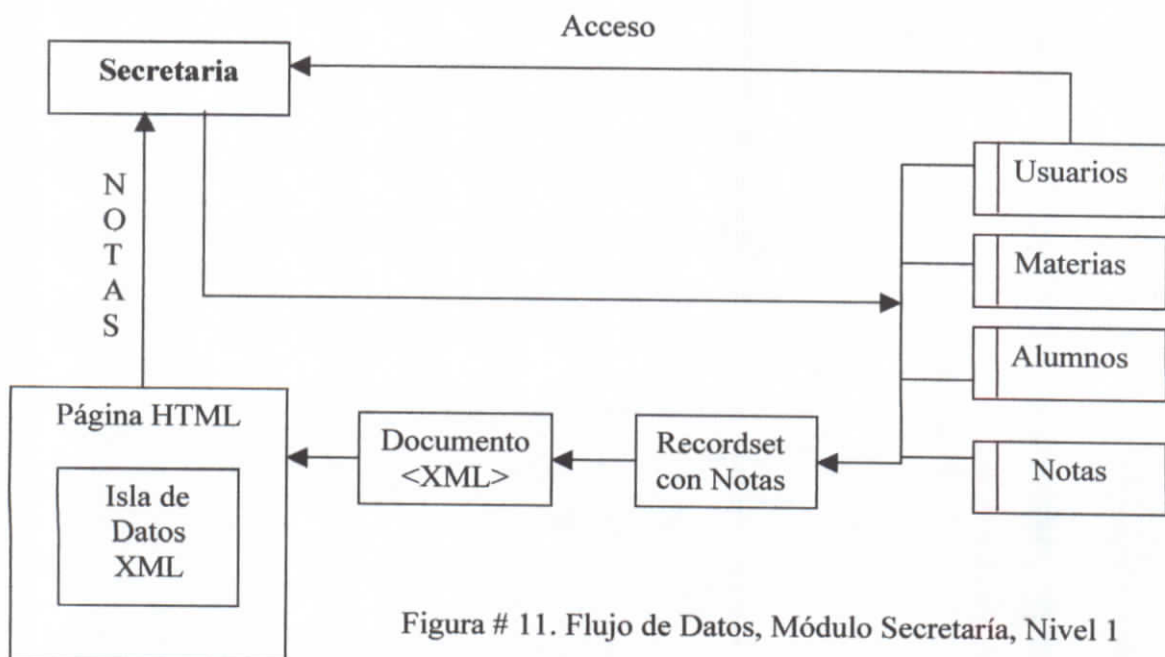 Acceso
Secretaria
Usuarios
N
O
T
A
S
Materias
Alumnos
Página HTML
Documento
<XML>
Recordset
con Notas
Notas
Isla de
Datos
XML
Figura # 11. Flujo de Datos, Módulo Secretaría, Nivel 1